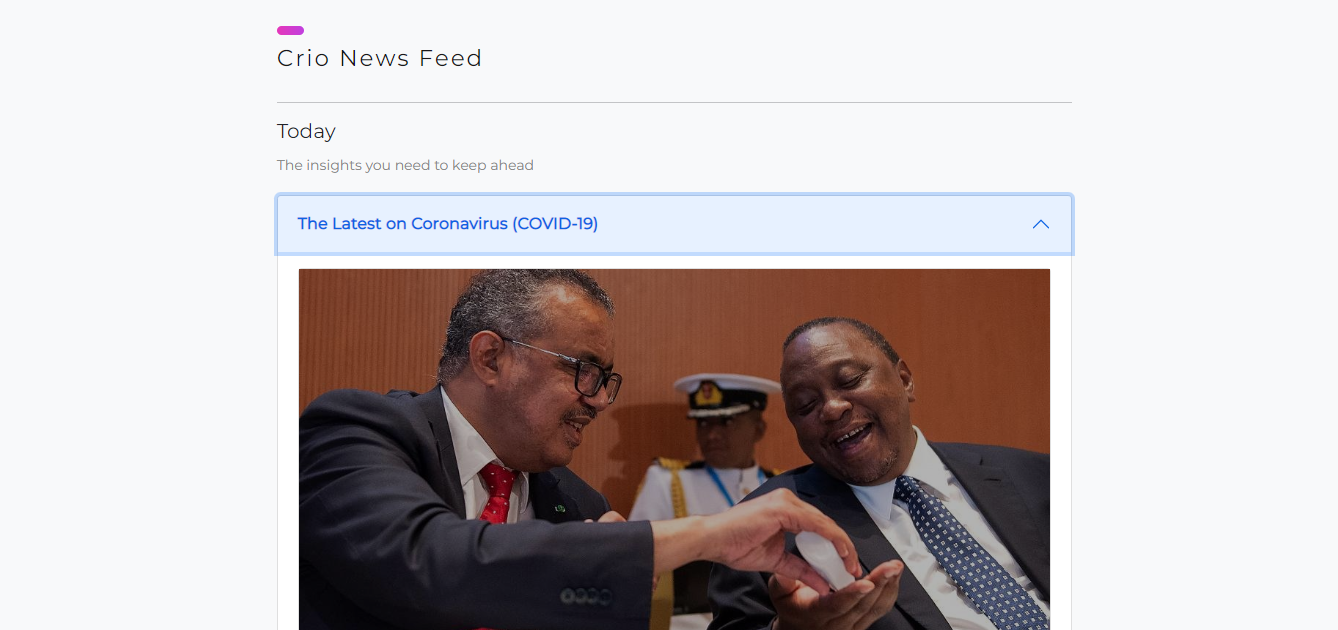 Crio News Feed
Today
The insights you need to keep ahead
The Latest on Coronavirus (COVID-19)